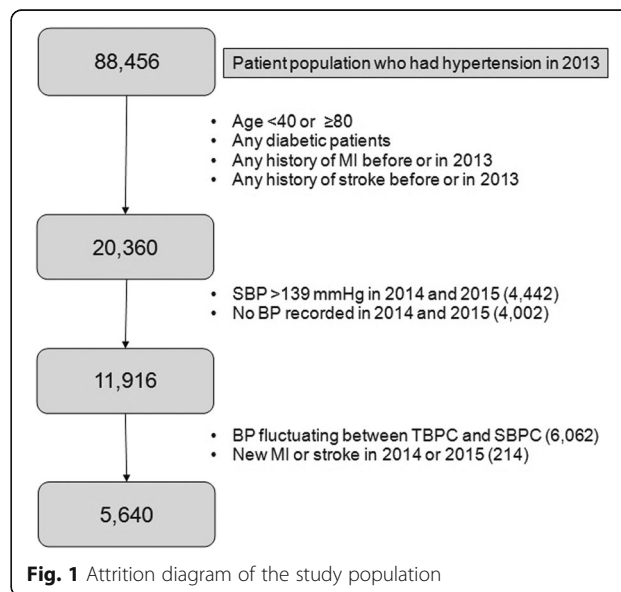 88,456
Patient population who had hypertension in 2013
• Age <40 or ≥80
• Any diabetic patients
• Any history of MI before or in 2013
• Any history of stroke before or in 2013
20,360
• SBP >139 mmHg in 2014 and 2015 (4,442)
• No BP recorded in 2014 and 2015 (4,002)
11,916
• BP fluctuating between TBPC and SBPC (6,062)
• New MI or stroke in 2014 or 2015 (214)
5,640
Fig. 1 Attrition diagram of the study population